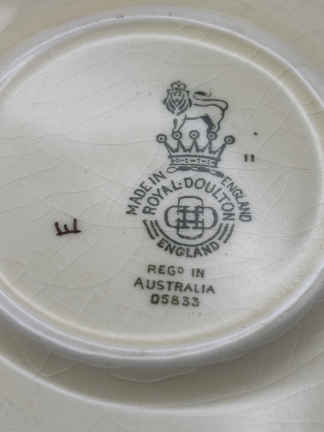 MADE IN ENGLAND
ROYAL·DOULTON
ENGLAND
REGD IN
AUSTRALIA
D5833
E